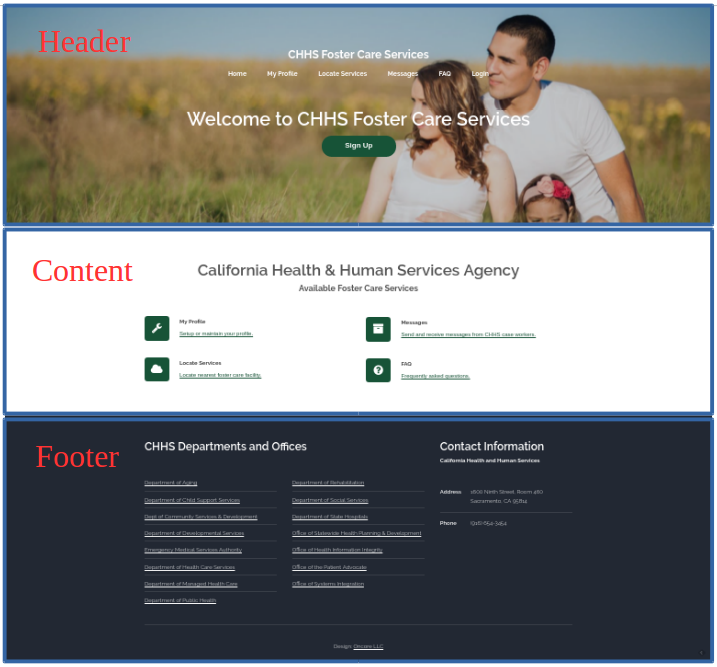 Header
CHHS Foster Care Services
Home My Profile Locate Services Messages FAQ Login
Welcome to CHHS Foster Care Services
Sign Up
Content
California Health & Human Services Agency
Available Foster Care Services
My Profile
Setup or maintain your profile.
Messages
Send and receive messages from CHHS case workers.
Locate Services
Locate nearest foster care facility.
FAQ
Frequently asked questions.
Footer
CHHS Departments and Offices
Department of Aging
Department of Child Support Services
Dept of Community Services & Development
Department of Developmental Services
Emergency Medical Services Authority
Department of Health Care Services
Department of Managed Health Care
Department of Public Health
Department of Rehabilitation
Department of Social Services
Department of State Hospitals
Office of Statewide Health Planning & Development
Office of Health Information Integrity
Office of the Patient Advocate
Office of Systems Integration
Contact Information
California Health and Human Services
Address 1600 Ninth Street, Room 460
Sacramento, CA 95814
Phone (916) 654-3454
Design: